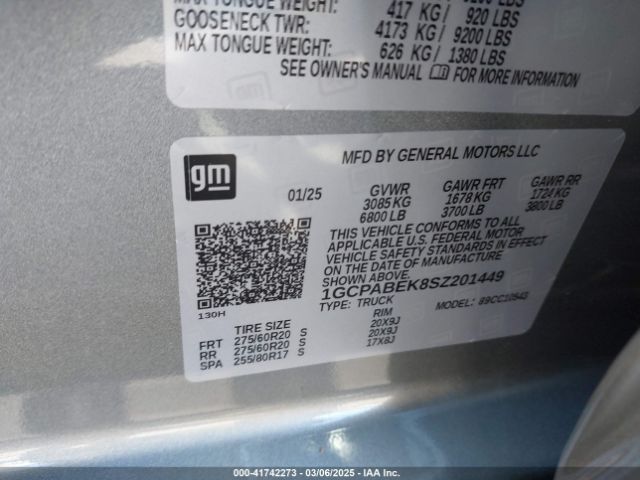 MAX TONGUE WEIGHT: 417 KG / 920 LBS
GOOSENECK TWR: 4173 KG / 9200 LBS
MAX TONGUE WEIGHT: 626 KG / 1380 LBS
SEE OWNER'S MANUAL FOR MORE INFORMATION
gm
MFD BY GENERAL MOTORS LLC
01/25 GVWR GAWR FRT GAWR RR
3085 KG 1678 KG 1724 KG
6800 LB 3700 LB 3800 LB
THIS VEHICLE CONFORMS TO ALL
APPLICABLE U.S. FEDERAL MOTOR
VEHICLE SAFETY STANDARDS IN EFFECT
ON THE DATE OF MANUFACTURE
SHOWN ABOVE.
1GCPABEK8SZ201449
TYPE: TRUCK MODEL: 89CC10543
130H
TIRE SIZE RIM
FRT 275/60R20 S 20X9J
RR 275/60R20 S 20X9J
SPA 255/80R17 S 17X8J
000-41742273 - 03/06/2025 - IAA Inc.